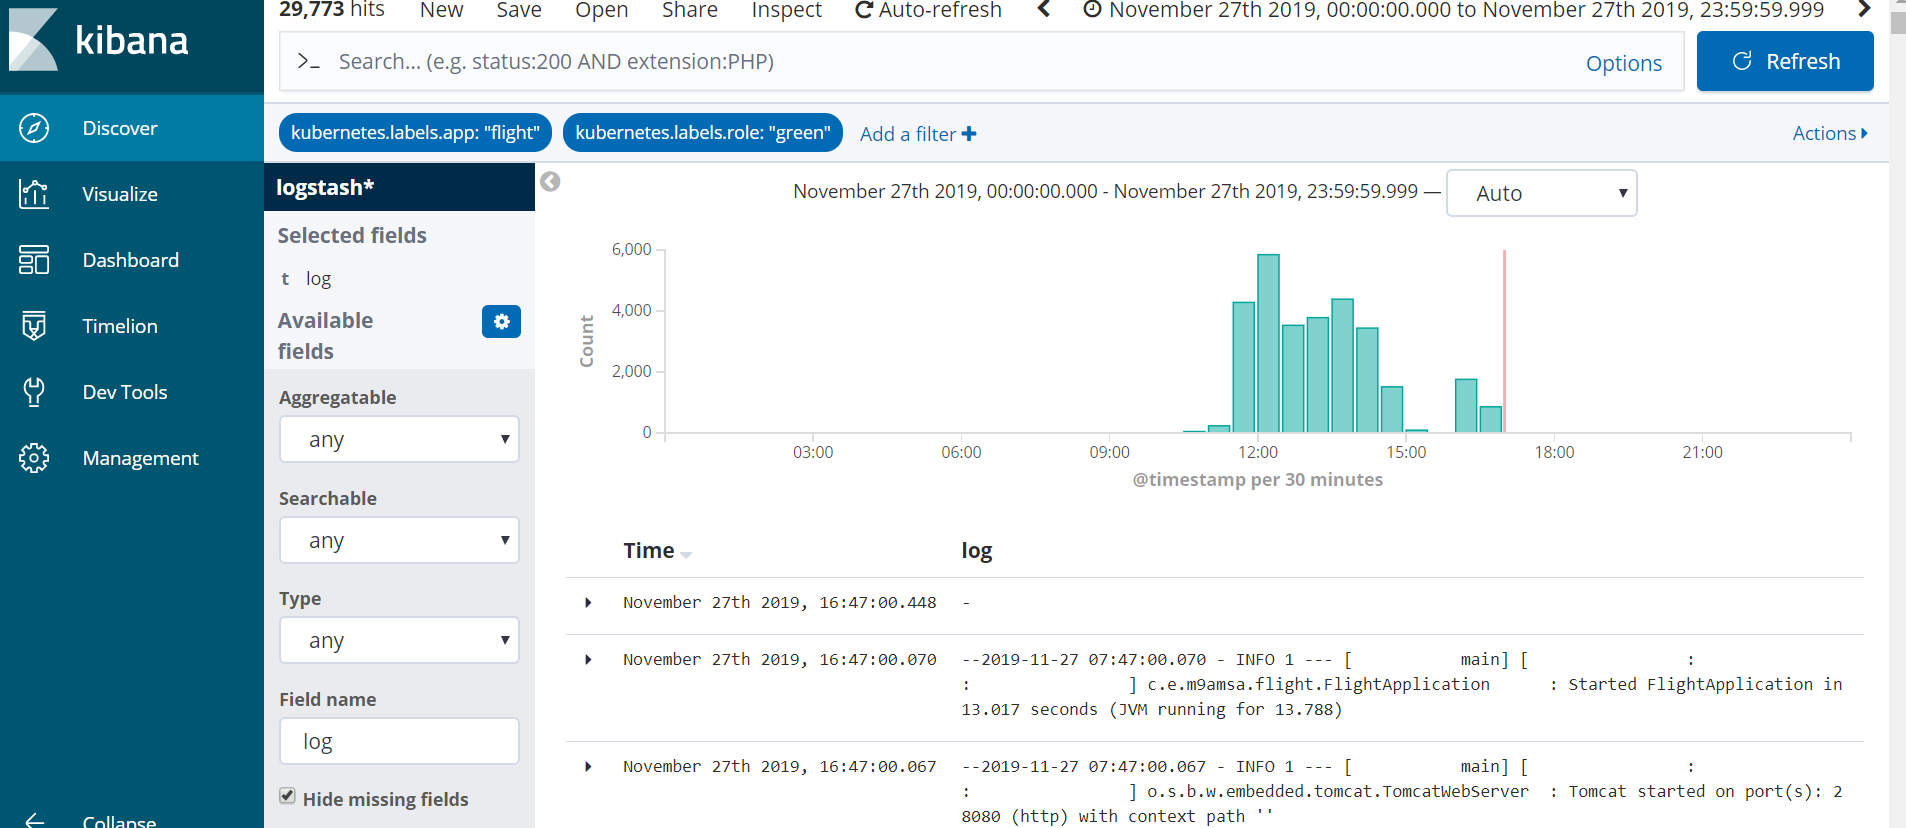 kibana
Discover
Visualize
Dashboard
Timelion
Dev Tools
Management
Collapse
29,773 hits New Save Open Share Inspect Auto-refresh November 27th 2019, 00:00:00.000 to November 27th 2019, 23:59:59.999
>_ Search... (e.g. status:200 AND extension:PHP) Options Refresh
kubernetes.labels.app: "flight" kubernetes.labels.role: "green" Add a filter + Actions
logstash*
Selected fields
t log
Available
fields
Aggregatable
any
Searchable
any
Type
any
Field name
log
Hide missing fields
November 27th 2019, 00:00:00.000 - November 27th 2019, 23:59:59.999 — Auto
6,000
4,000
2,000
0
Count
03:00 06:00 09:00 12:00 15:00 18:00 21:00
@timestamp per 30 minutes
Time log
November 27th 2019, 16:47:00.448 -
November 27th 2019, 16:47:00.070 --2019-11-27 07:47:00.070 - INFO 1 --- [ main] [ :
: ] c.e.m9amsa.flight.FlightApplication : Started FlightApplication in
13.017 seconds (JVM running for 13.788)
November 27th 2019, 16:47:00.067 --2019-11-27 07:47:00.067 - INFO 1 --- [ main] [ :
: ] o.s.b.w.embedded.tomcat.TomcatWebServer : Tomcat started on port(s): 2
8080 (http) with context path ''